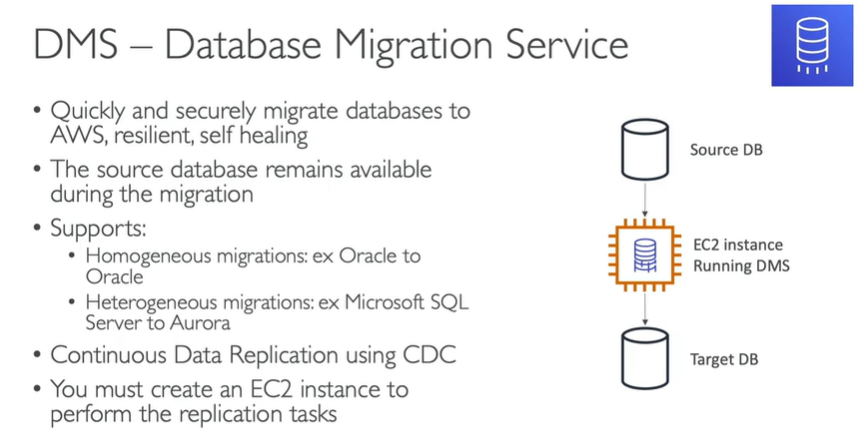 DMS – Database Migration Service
• Quickly and securely migrate databases to
AWS, resilient, self healing
• The source database remains available
during the migration
• Supports:
• Homogeneous migrations: ex Oracle to
Oracle
• Heterogeneous migrations: ex Microsoft SQL
Server to Aurora
• Continuous Data Replication using CDC
• You must create an EC2 instance to
perform the replication tasks
Source DB
EC2 instance
Running DMS
Target DB